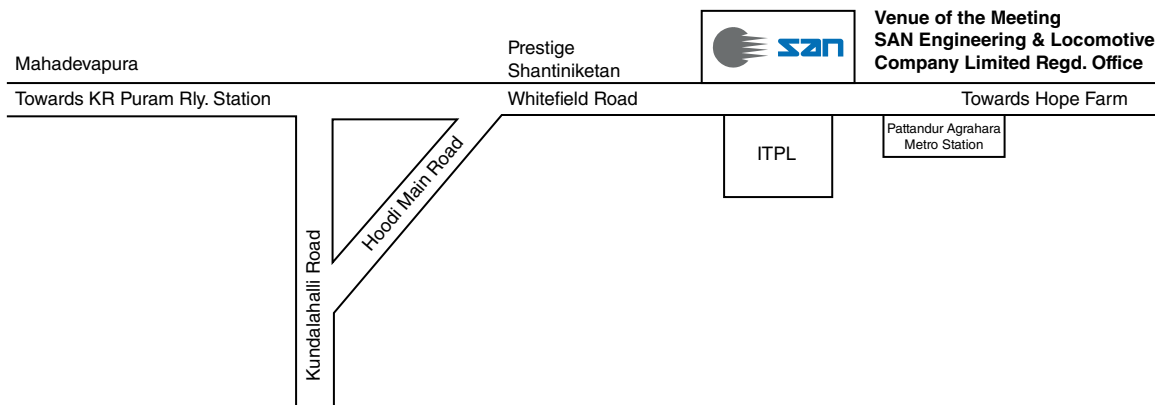 Mahadevapura
Prestige
Shantiniketan
san
Venue of the Meeting
SAN Engineering & Locomotive
Company Limited Regd. Office
Towards KR Puram Rly. Station
Whitefield Road
Towards Hope Farm
ITPL
Pattandur Agrahara
Metro Station
Hoodi Main Road
Kundalahalli Road